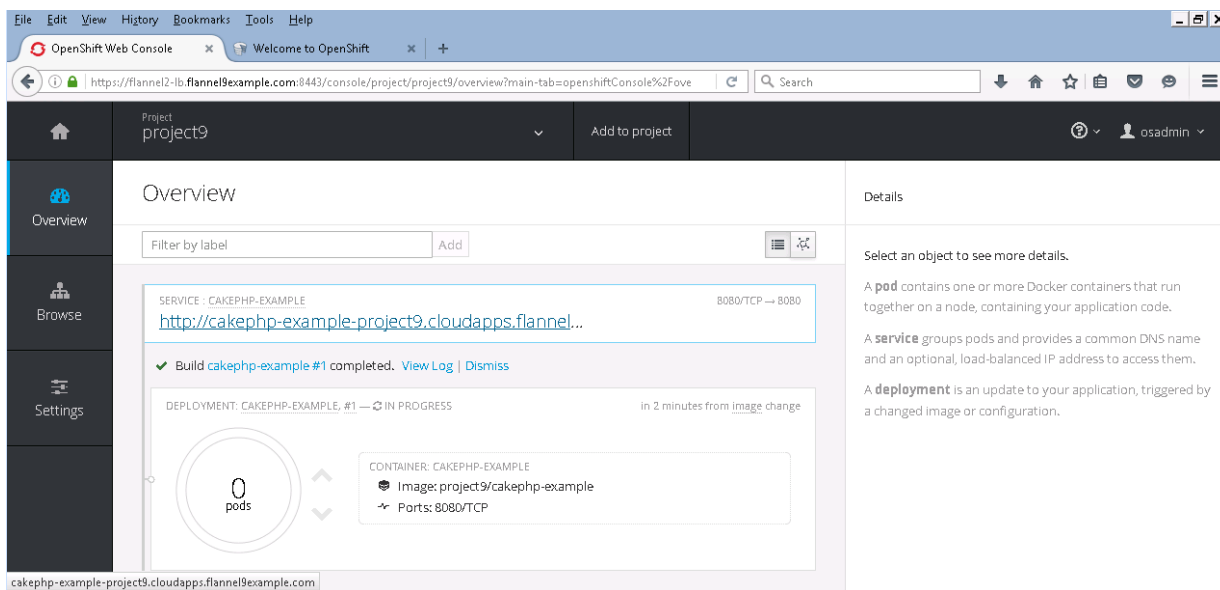 File Edit View History Bookmarks Tools Help
OpenShift Web Console × Welcome to OpenShift × +
https://flannel2-lb.flannel9example.com:8443/console/project/project9/overview?main-tab=openshiftConsole%2Fove Search
Project
project9 Add to project osadmin
Overview
Browse
Settings
Overview
Filter by label Add
SERVICE : CAKEPHP-EXAMPLE 8080/TCP → 8080
http://cakephp-example-project9.cloudapps.flannel...
Build cakephp-example #1 completed. View Log | Dismiss
DEPLOYMENT: CAKEPHP-EXAMPLE, #1 — IN PROGRESS in 2 minutes from image change
0
pods
CONTAINER: CAKEPHP-EXAMPLE
Image: project9/cakephp-example
Ports: 8080/TCP
Details
Select an object to see more details.
A pod contains one or more Docker containers that run
together on a node, containing your application code.
A service groups pods and provides a common DNS name
and an optional, load-balanced IP address to access them.
A deployment is an update to your application, triggered by
a changed image or configuration.
cakephp-example-project9.cloudapps.flannel9example.com